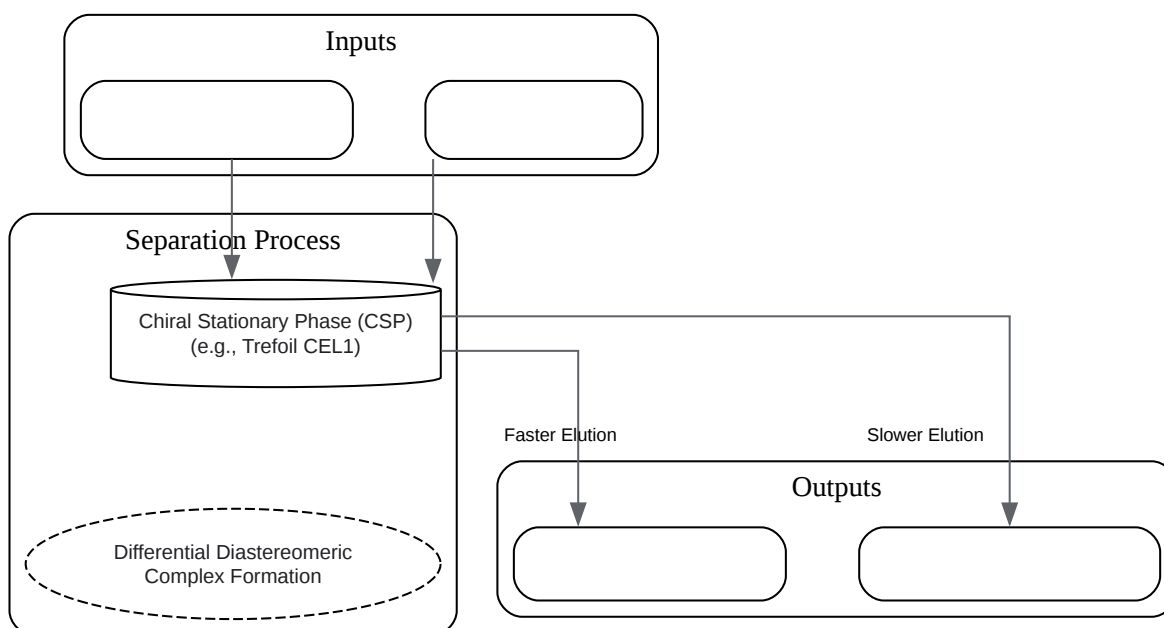 Inputs
Separation Process
Chiral Stationary Phase (CSP)
(e.g., Trefoil CEL1)
Faster Elution
Slower Elution
Outputs
Differential Diastereomeric
Complex Formation